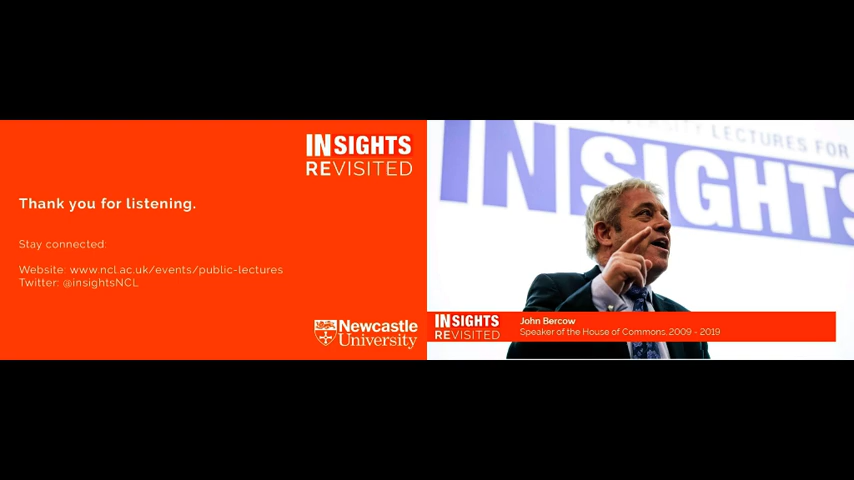 INSIGHTS
REVISITED
Thank you for listening.
Stay connected:
Website: www.ncl.ac.uk/events/public-lectures
Twitter: @insightsNCL
Newcastle
University
LECTURES FOR
INSIGHTS
INSIGHTS
REVISITED
John Bercow
Speaker of the House of Commons, 2009 - 2019